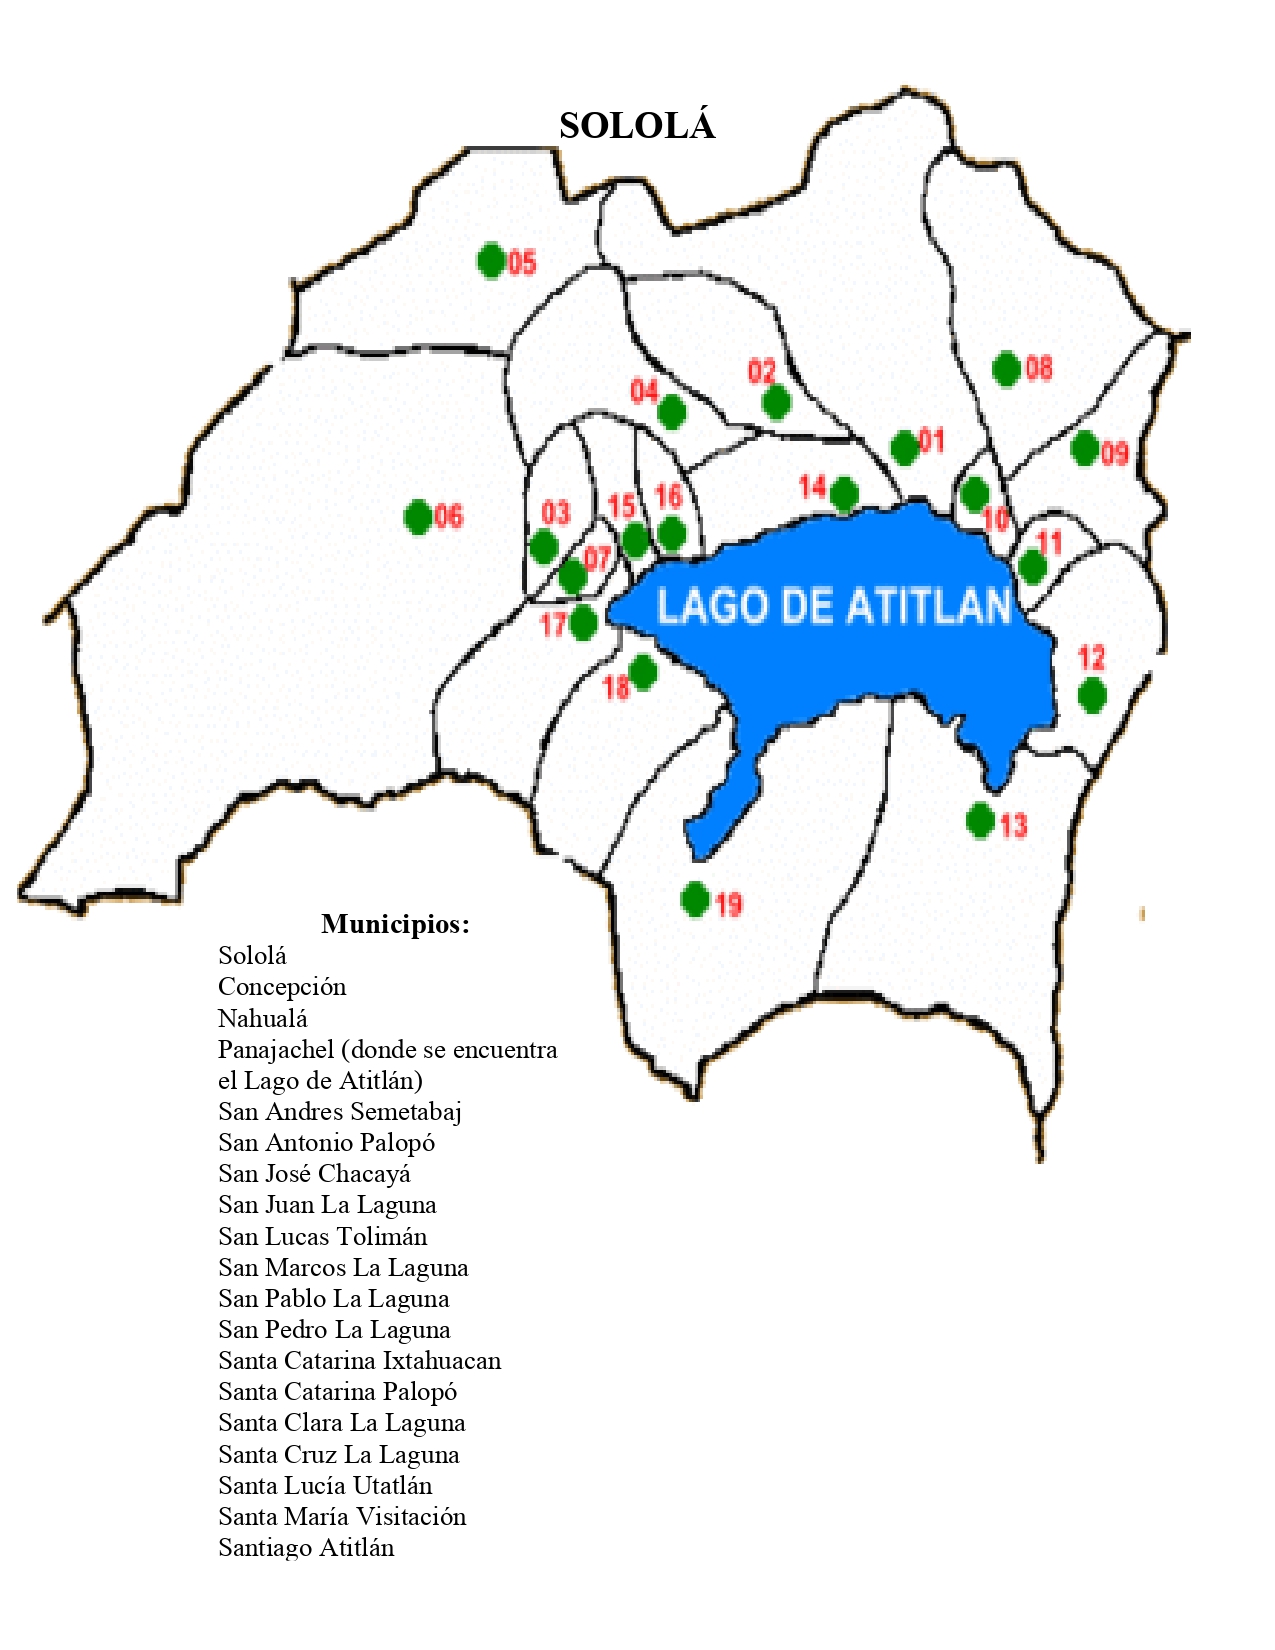 SOLOLÁ
05
02
04
08
01
09
14
16
15
03
10
06
11
07
LAGO DE ATITLAN
17
12
18
13
19
Municipios:
Sololá
Concepción
Nahualá
Panajachel (donde se encuentra
el Lago de Atitlán)
San Andres Semetabaj
San Antonio Palopó
San José Chacayá
San Juan La Laguna
San Lucas Tolimán
San Marcos La Laguna
San Pablo La Laguna
San Pedro La Laguna
Santa Catarina Ixtahuacan
Santa Catarina Palopó
Santa Clara La Laguna
Santa Cruz La Laguna
Santa Lucía Utatlán
Santa María Visitación
Santiago Atitlán